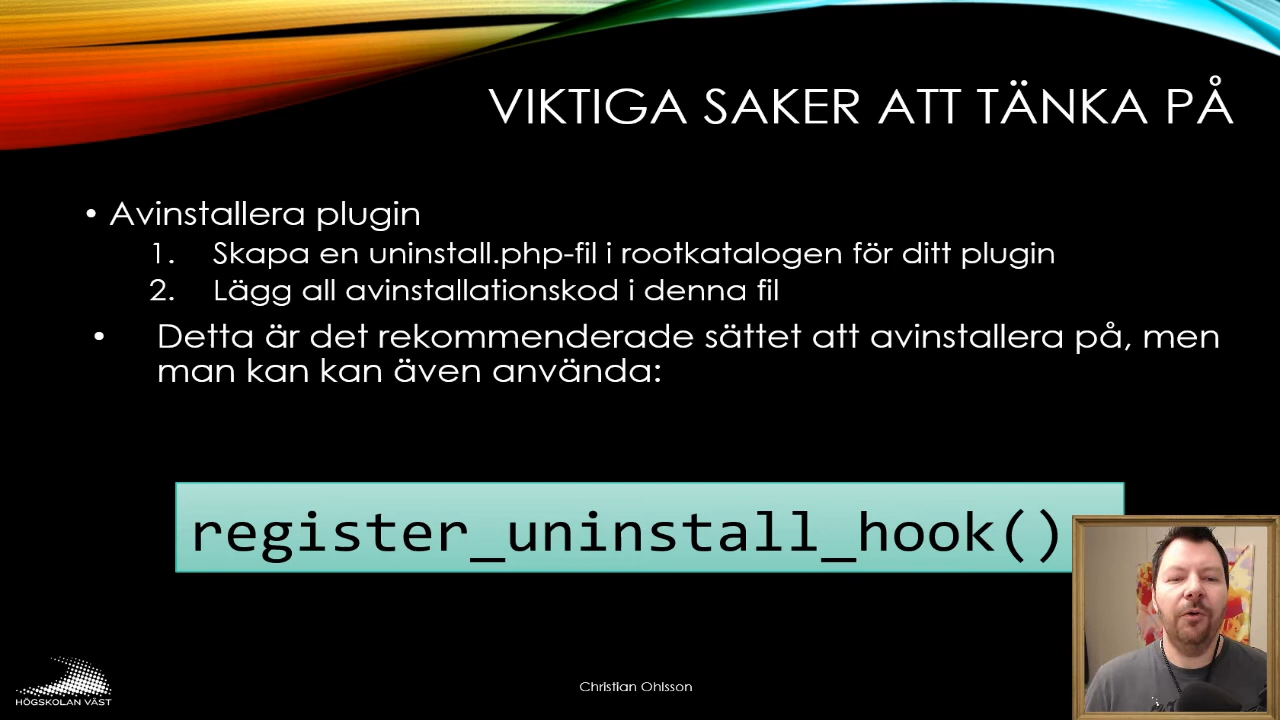 VIKTIGA SAKER ATT TÄNKA PÅ
• Avinstallera plugin
1. Skapa en uninstall.php-fil i rootkatalogen för ditt plugin
2. Lägg all avinstallationskod i denna fil
• Detta är det rekommenderade sättet att avinstallera på, men
man kan kan även använda:
register_uninstall_hook()
HÖGSKOLAN VÄST
Christian Ohlsson